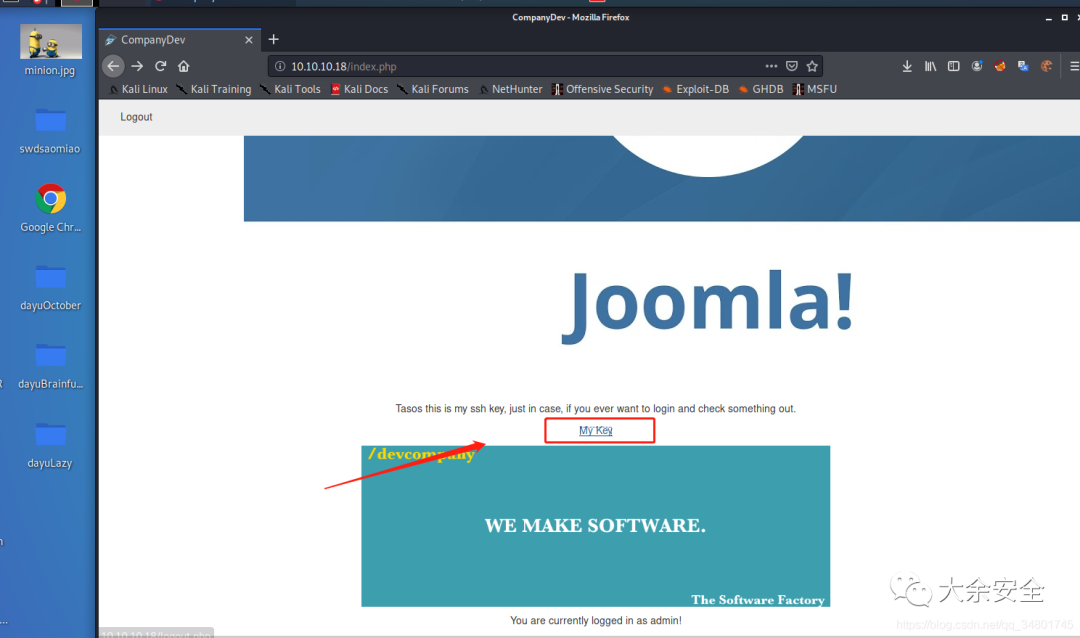 CompanyDev - Mozilla Firefox
minion.jpg
swdsaomiao
Google Chr...
dayuOctober
dayuBrainfu...
dayuLazy
CompanyDev
10.10.10.18/index.php
Kali Linux Kali Training Kali Tools Kali Docs Kali Forums NetHunter Offensive Security Exploit-DB GHDB MSFU
Logout
Joomla!
Tasos this is my ssh key, just in case, if you ever want to login and check something out.
My Key
/devcompany
WE MAKE SOFTWARE.
The Software Factory
You are currently logged in as admin!
10.10.10.18/logout.php
大余安全
https://blog.csdn.net/qq_34801745